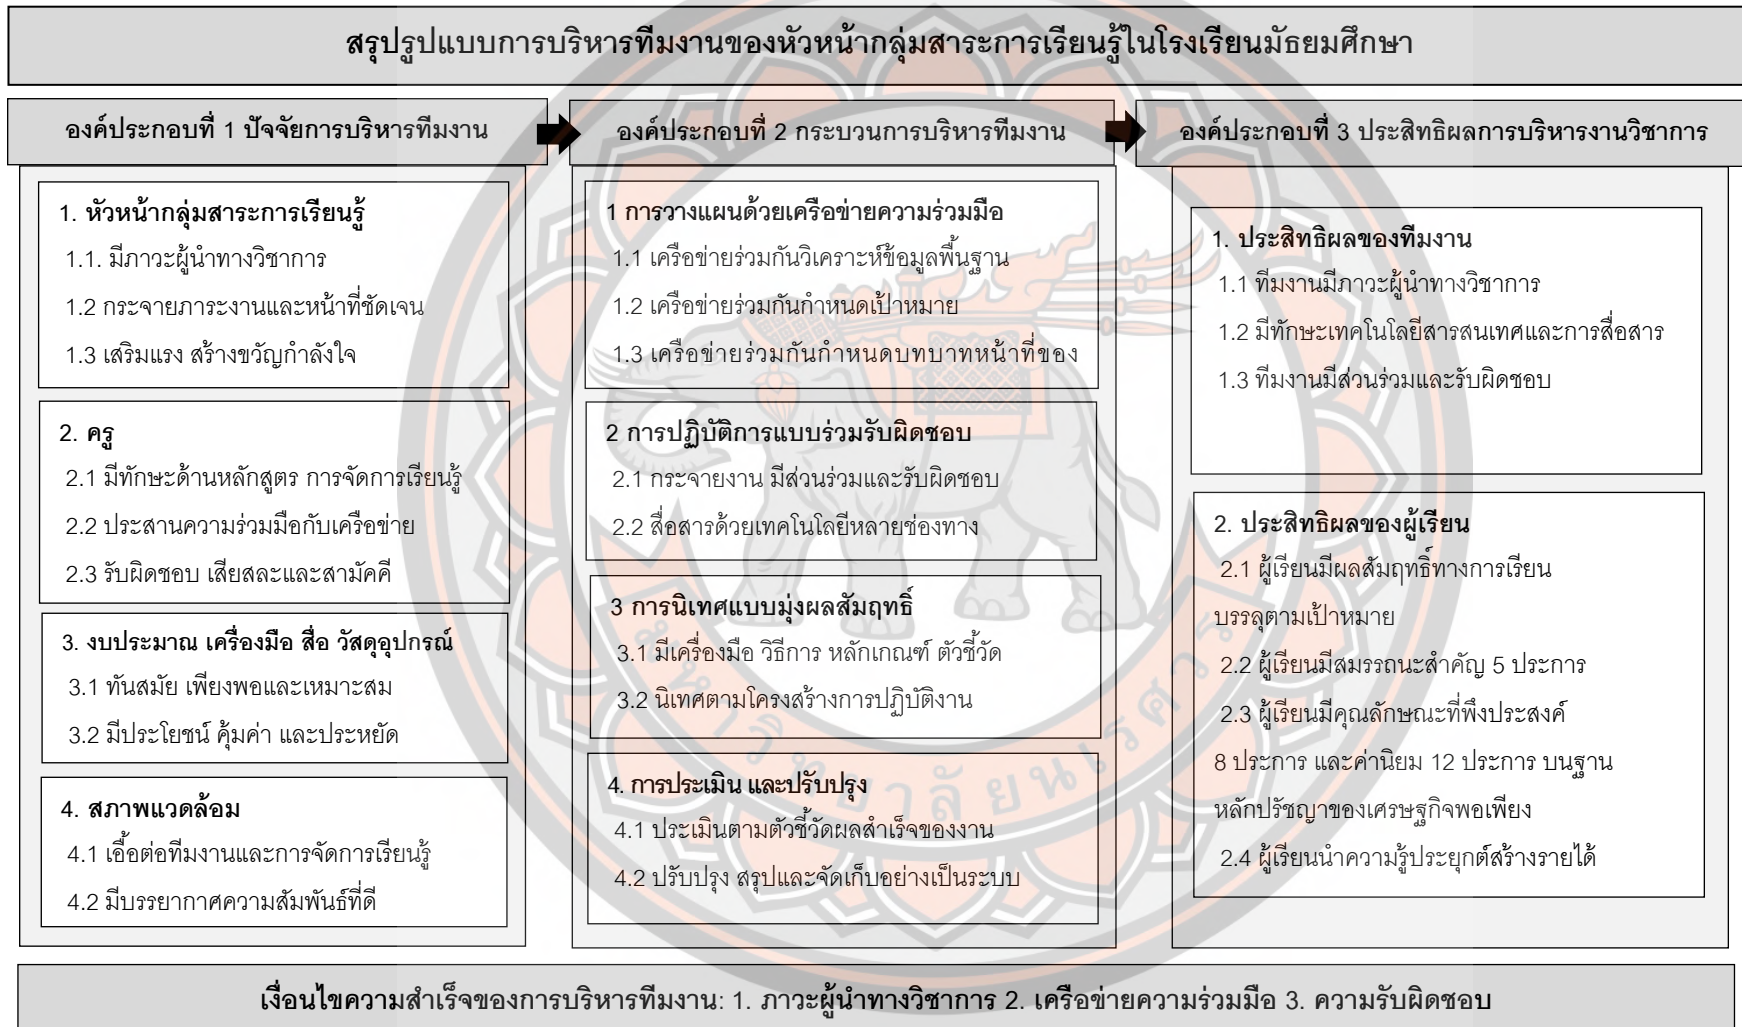 สรุปรูปแบบการบริหารทีมงานของหัวหน้ากลุ่มสาระการเรียนรู้ในโรงเรียนมัธยมศึกษา
องค์ประกอบที่ 1 ปัจจัยการบริหารทีมงาน
1. หัวหน้ากลุ่มสาระการเรียนรู้
1.1. มีภาวะผู้นำทางวิชาการ
1.2 กระจายภาระงานและหน้าที่ชัดเจน
1.3 เสริมแรง สร้างขวัญกำลังใจ
2. ครู
2.1 มีทักษะด้านหลักสูตร การจัดการเรียนรู้
2.2 ประสานความร่วมมือกับเครือข่าย
2.3 รับผิดชอบ เสียสละและสามัคคี
3. งบประมาณ เครื่องมือ สื่อ วัสดุอุปกรณ์
3.1 ทันสมัย เพียงพอและเหมาะสม
3.2 มีประโยชน์ คุ้มค่า และประหยัด
4. สภาพแวดล้อม
4.1 เอื้อต่อทีมงานและการจัดการเรียนรู้
4.2 มีบรรยากาศความสัมพันธ์ที่ดี
องค์ประกอบที่ 2 กระบวนการบริหารทีมงาน
1 การวางแผนด้วยเครือข่ายความร่วมมือ
1.1 เครือข่ายร่วมกันวิเคราะห์ข้อมูลพื้นฐาน
1.2 เครือข่ายร่วมกันกำหนดเป้าหมาย
1.3 เครือข่ายร่วมกันกำหนดบทบาทหน้าที่ของ
2 การปฏิบัติการแบบร่วมรับผิดชอบ
2.1 กระจายงาน มีส่วนร่วมและรับผิดชอบ
2.2 สื่อสารด้วยเทคโนโลยีหลายช่องทาง
3 การนิเทศแบบมุ่งผลสัมฤทธิ์
3.1 มีเครื่องมือ วิธีการ หลักเกณฑ์ ตัวชี้วัด
3.2 นิเทศตามโครงสร้างการปฏิบัติงาน
4. การประเมิน และปรับปรุง
4.1 ประเมินตามตัวชี้วัดผลสำเร็จของงาน
4.2 ปรับปรุง สรุปและจัดเก็บอย่างเป็นระบบ
องค์ประกอบที่ 3 ประสิทธิผลการบริหารงานวิชาการ
1. ประสิทธิผลของทีมงาน
1.1 ทีมงานมีภาวะผู้นำทางวิชาการ
1.2 มีทักษะเทคโนโลยีสารสนเทศและการสื่อสาร
1.3 ทีมงานมีส่วนร่วมและรับผิดชอบ
2. ประสิทธิผลของผู้เรียน
2.1 ผู้เรียนมีผลสัมฤทธิ์ทางการเรียน
บรรลุตามเป้าหมาย
2.2 ผู้เรียนมีสมรรถนะสำคัญ 5 ประการ
2.3 ผู้เรียนมีคุณลักษณะที่พึงประสงค์
8 ประการ และค่านิยม 12 ประการ บนฐาน
หลักปรัชญาของเศรษฐกิจพอเพียง
2.4 ผู้เรียนนำความรู้ประยุกต์สร้างรายได้
เงื่อนไขความสำเร็จของการบริหารทีมงาน: 1. ภาวะผู้นำทางวิชาการ 2. เครือข่ายความร่วมมือ 3. ความรับผิดชอบ
มหาวิทยาลัยนเรศวร